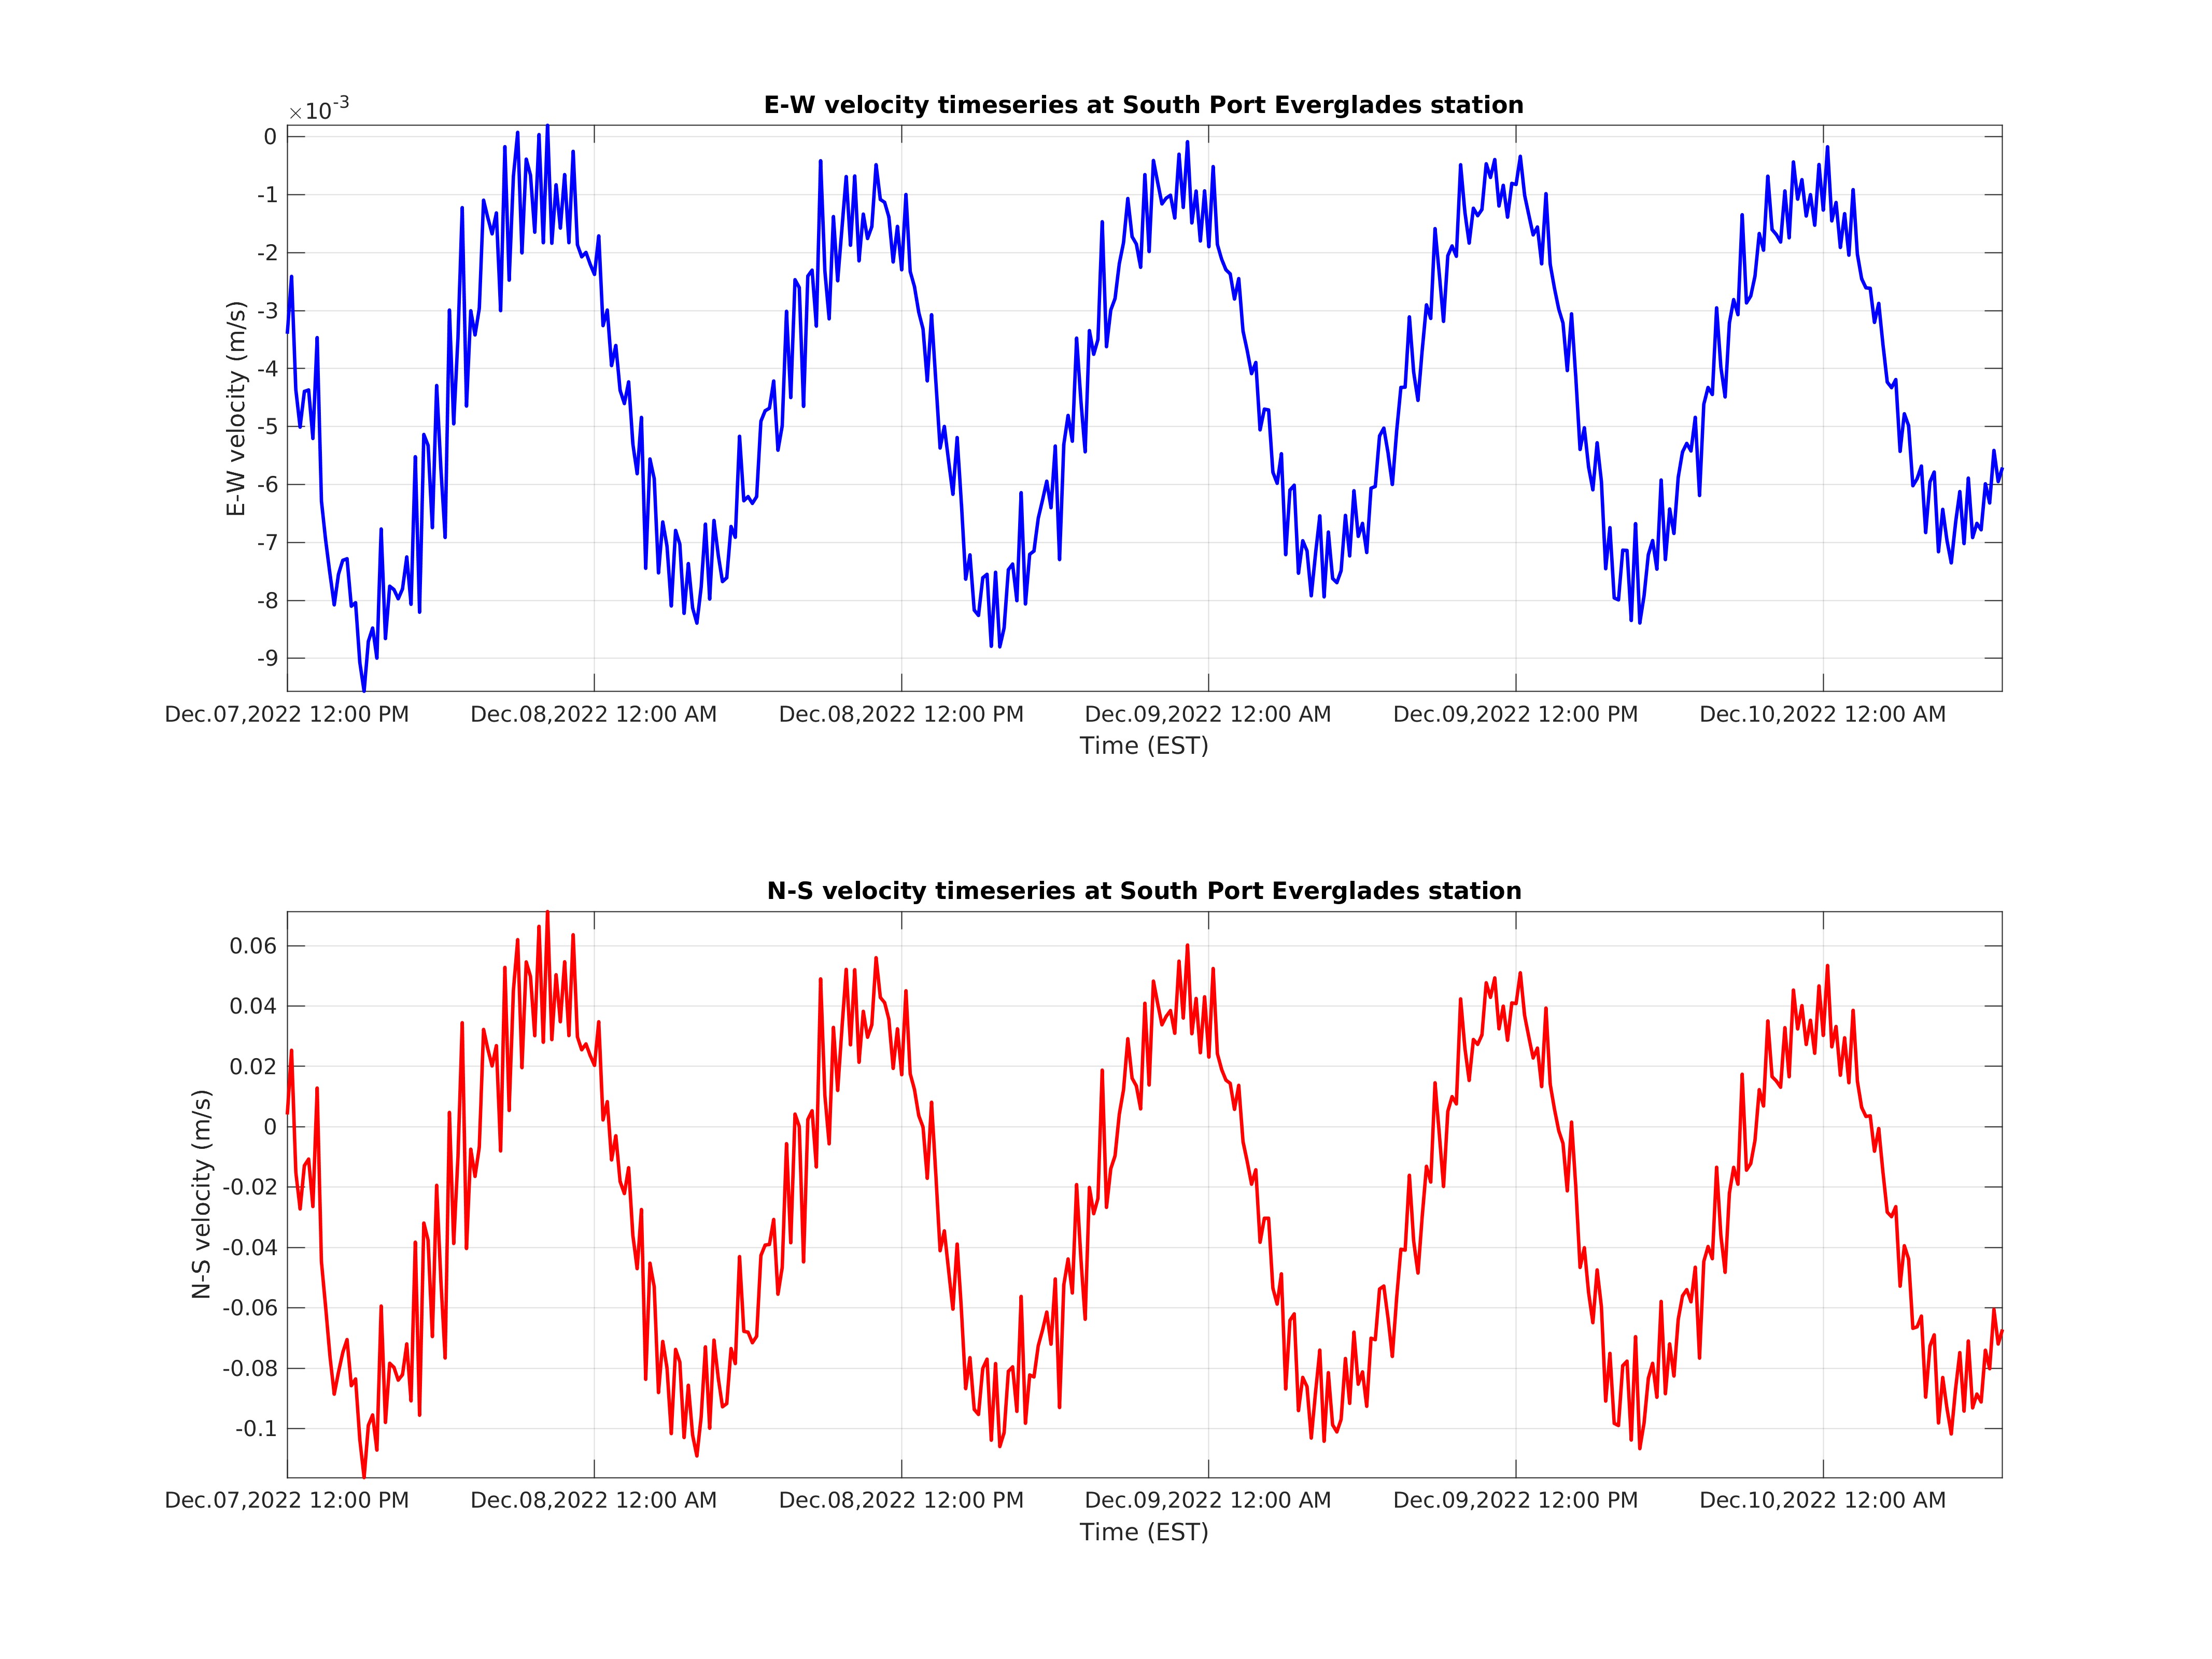 ×10-3
E-W velocity timeseries at South Port Everglades station
0
-1
-2
-3
-4
-5
-6
-7
-8
-9
E-W velocity (m/s)
Dec.07,2022 12:00 PM Dec.08,2022 12:00 AM Dec.08,2022 12:00 PM Dec.09,2022 12:00 AM Dec.09,2022 12:00 PM Dec.10,2022 12:00 AM
Time (EST)
N-S velocity timeseries at South Port Everglades station
0.06
0.04
0.02
0
-0.02
-0.04
-0.06
-0.08
-0.1
N-S velocity (m/s)
Dec.07,2022 12:00 PM Dec.08,2022 12:00 AM Dec.08,2022 12:00 PM Dec.09,2022 12:00 AM Dec.09,2022 12:00 PM Dec.10,2022 12:00 AM
Time (EST)